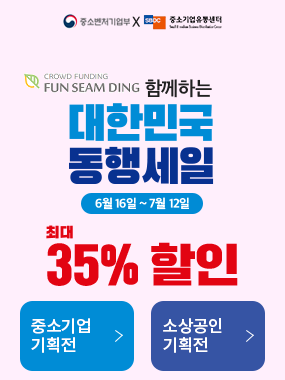 중소벤처기업부 X SBDC 중소기업유통센터
CROWD FUNDING
FUN SEAM DING 함께하는
대한민국
동행세일
6월 16일 ~ 7월 12일
최대
35% 할인
중소기업 소상공인
기획전 기획전